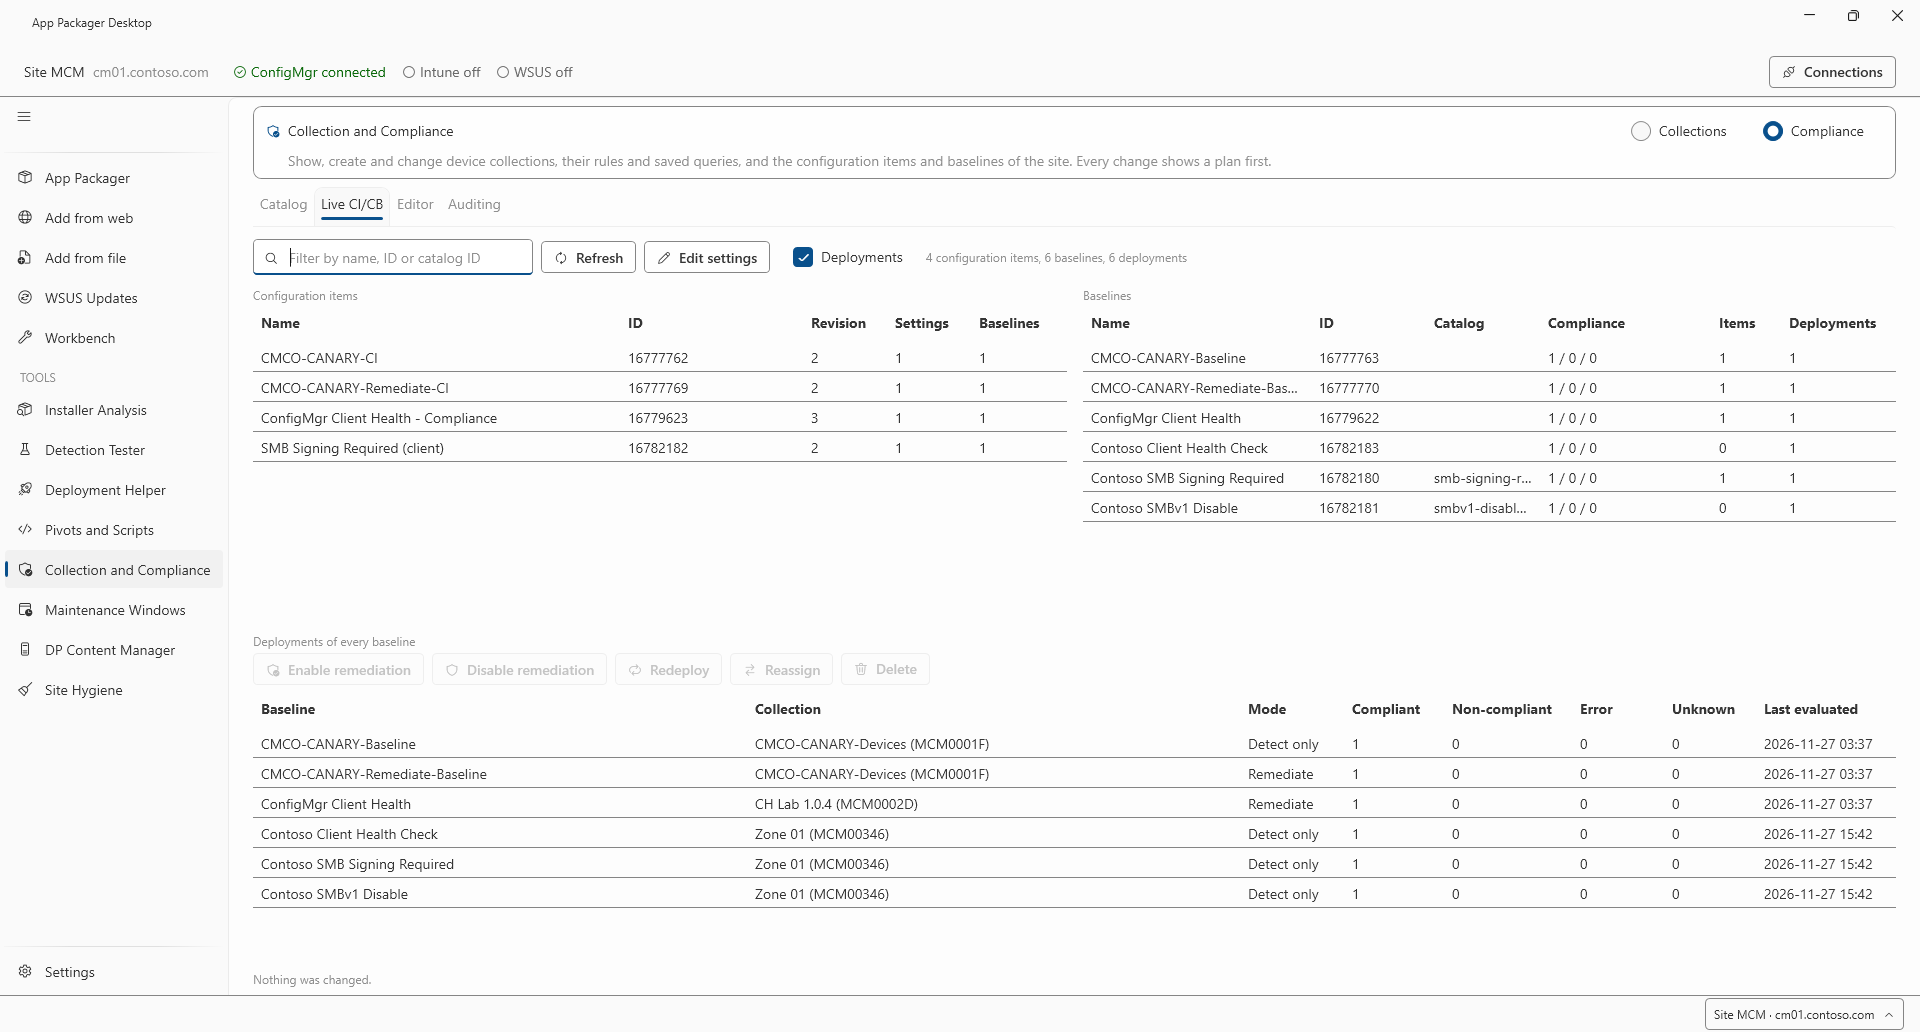 App Packager Desktop
Site MCM cm01.contoso.com ConfigMgr connected Intune off WSUS off Connections
Collection and Compliance Collections Compliance
Show, create and change device collections, their rules and saved queries, and the configuration items and baselines of the site. Every change shows a plan first.
App Packager
Add from web
Add from file
WSUS Updates
Workbench
TOOLS
Installer Analysis
Detection Tester
Deployment Helper
Pivots and Scripts
Collection and Compliance
Maintenance Windows
DP Content Manager
Site Hygiene
Settings
Catalog Live CI/CB Editor Auditing
Filter by name, ID or catalog ID Refresh Edit settings Deployments 4 configuration items, 6 baselines, 6 deployments
Configuration items
Name ID Revision Settings Baselines
CMCO-CANARY-CI 16777762 2 1 1
CMCO-CANARY-Remediate-CI 16777769 2 1 1
ConfigMgr Client Health - Compliance 16779623 3 1 1
SMB Signing Required (client) 16782182 2 1 1
Baselines
Name ID Catalog Compliance Items Deployments
CMCO-CANARY-Baseline 16777763 1 / 0 / 0 1 1
CMCO-CANARY-Remediate-Bas... 16777770 1 / 0 / 0 1 1
ConfigMgr Client Health 16779622 1 / 0 / 0 1 1
Contoso Client Health Check 16782183 1 / 0 / 0 0 1
Contoso SMB Signing Required 16782180 smb-signing-r... 1 / 0 / 0 1 1
Contoso SMBv1 Disable 16782181 smbv1-disabl... 1 / 0 / 0 0 1
Deployments of every baseline
Enable remediation Disable remediation Redeploy Reassign Delete
Baseline Collection Mode Compliant Non-compliant Error Unknown Last evaluated
CMCO-CANARY-Baseline CMCO-CANARY-Devices (MCM0001F) Detect only 1 0 0 0 2026-11-27 03:37
CMCO-CANARY-Remediate-Baseline CMCO-CANARY-Devices (MCM0001F) Remediate 1 0 0 0 2026-11-27 03:37
ConfigMgr Client Health CH Lab 1.0.4 (MCM0002D) Remediate 1 0 0 0 2026-11-27 03:37
Contoso Client Health Check Zone 01 (MCM00346) Detect only 1 0 0 0 2026-11-27 15:42
Contoso SMB Signing Required Zone 01 (MCM00346) Detect only 1 0 0 0 2026-11-27 15:42
Contoso SMBv1 Disable Zone 01 (MCM00346) Detect only 1 0 0 0 2026-11-27 15:42
Nothing was changed.
Site MCM · cm01.contoso.com